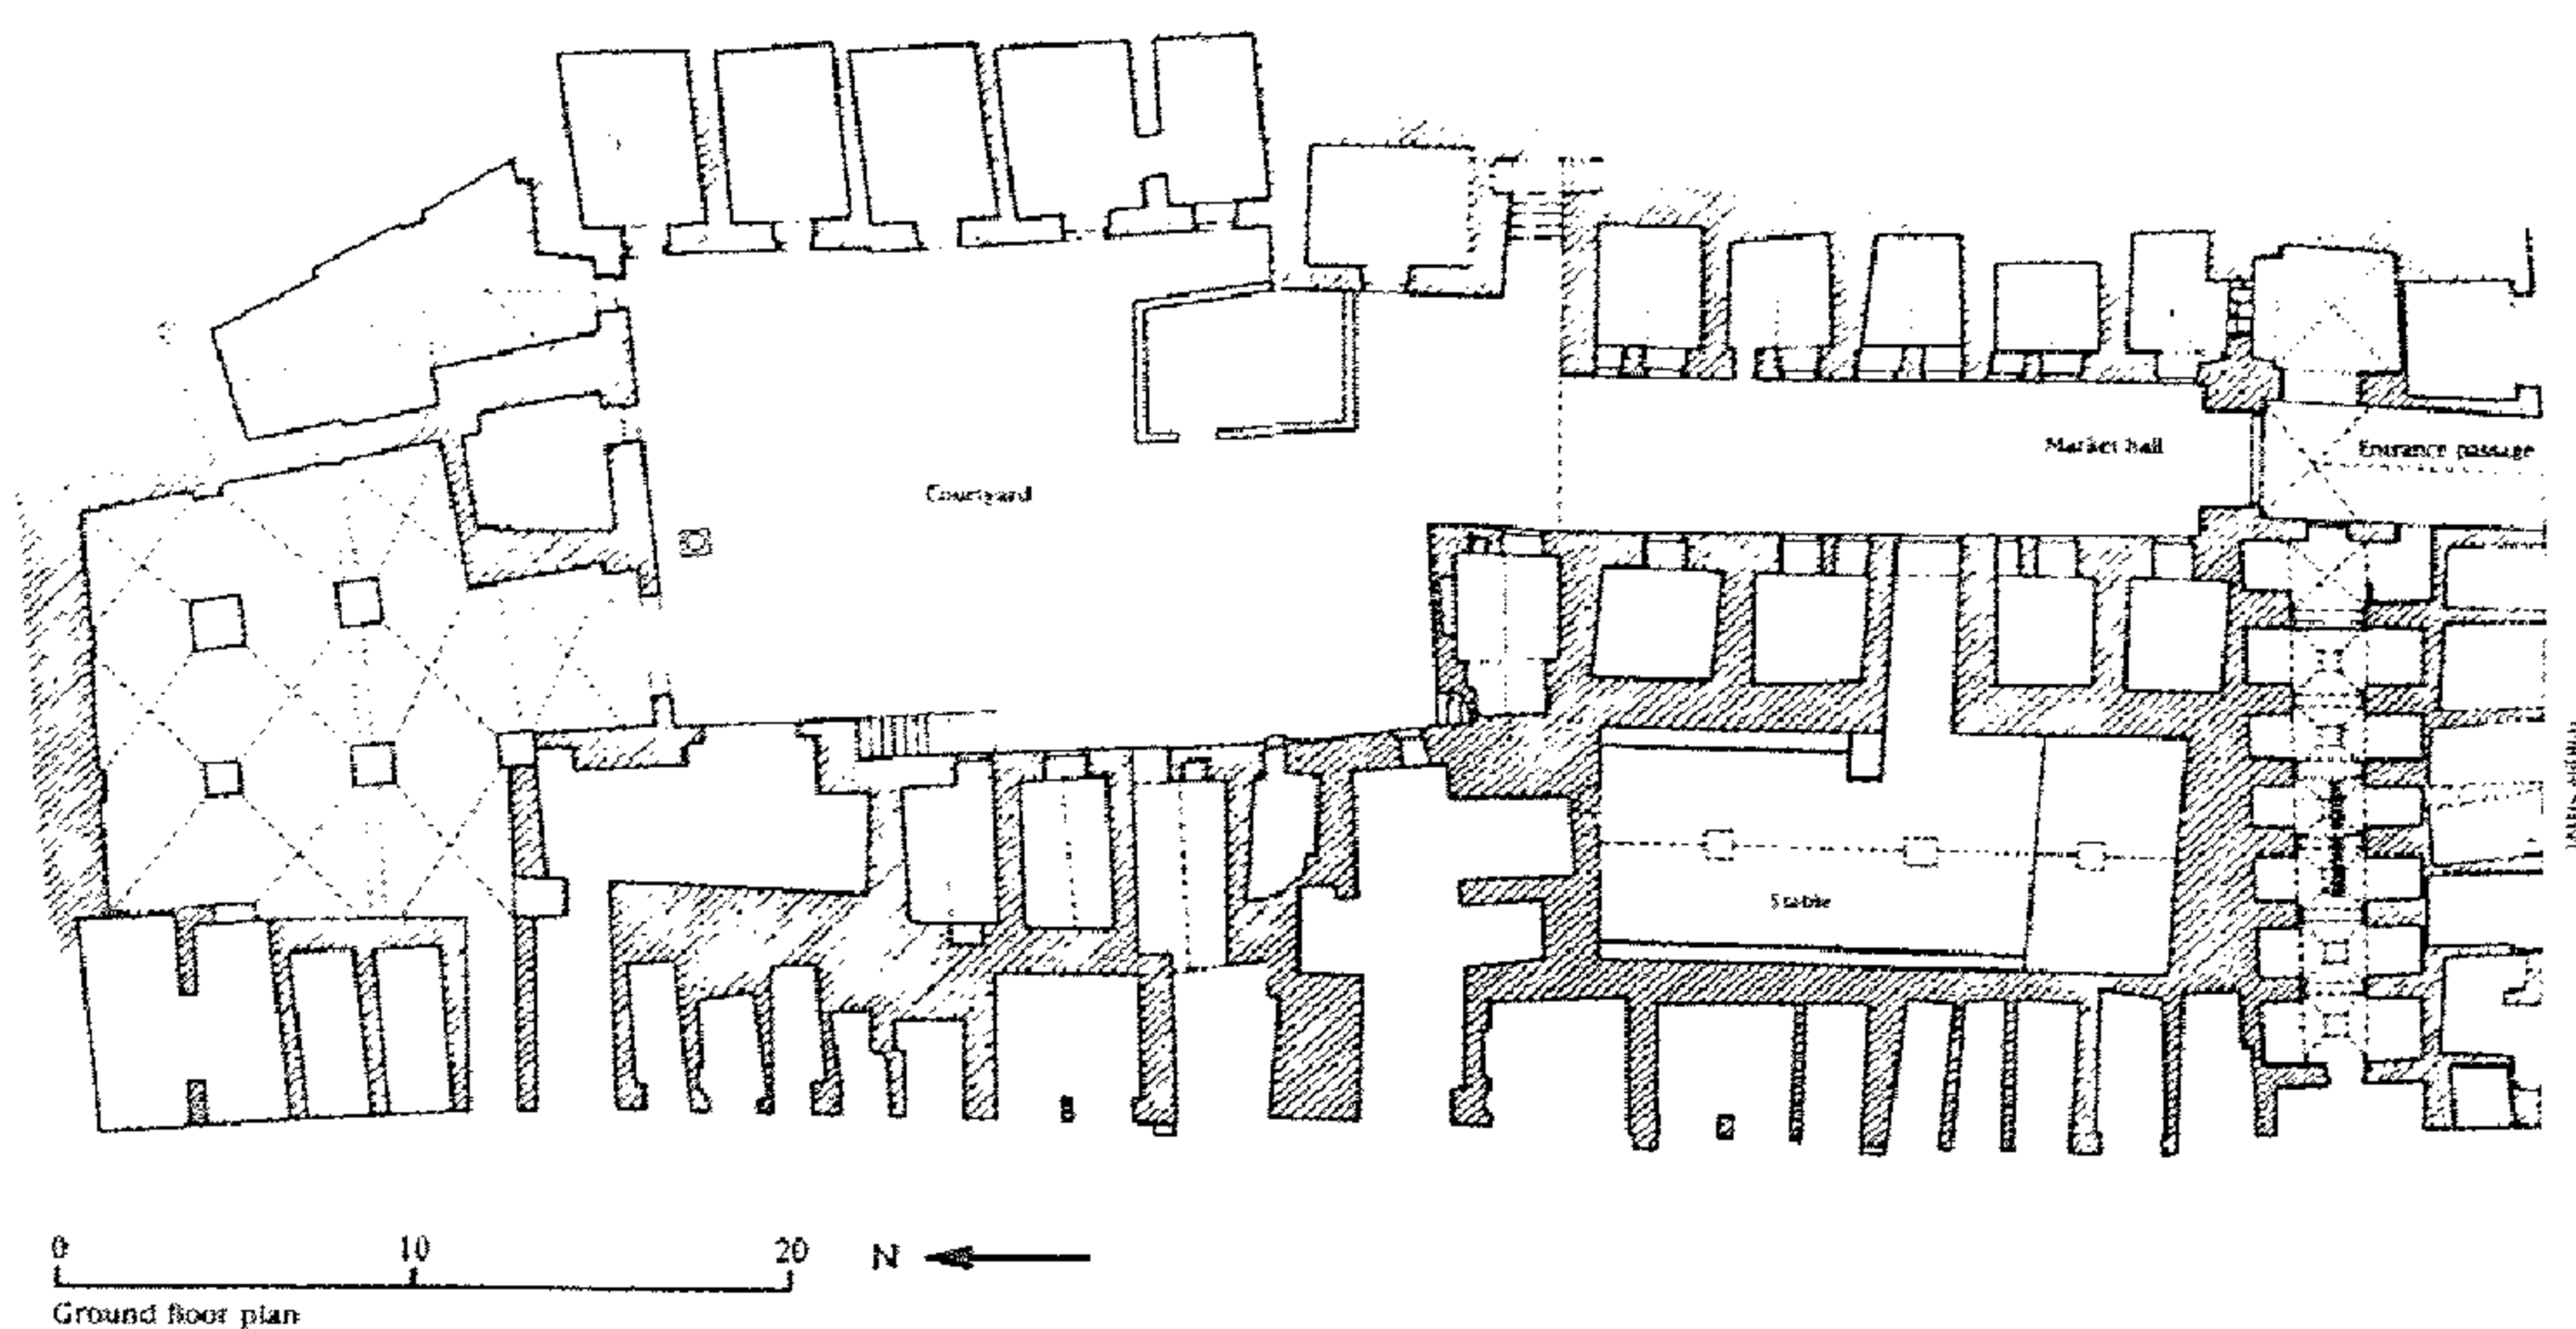 Courtyard
Market hall
Entrance passage
Stable
0 10 20 N
Ground floor plan